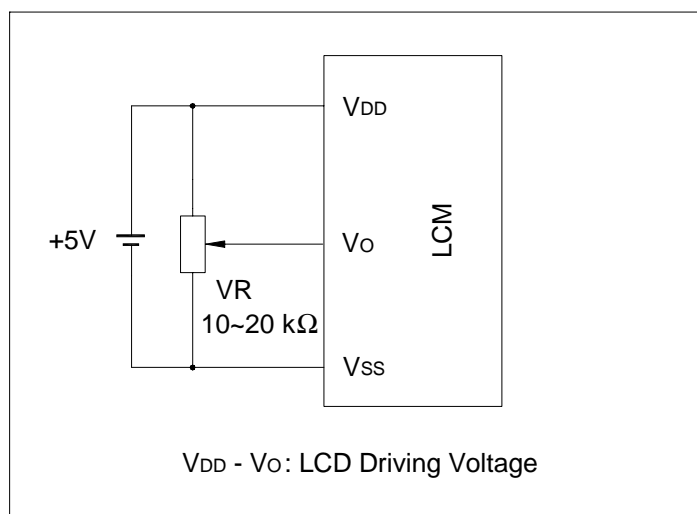 VDD
+5V
VO
LCM
VR
10~20 kΩ
VSS
VDD - VO: LCD Driving Voltage